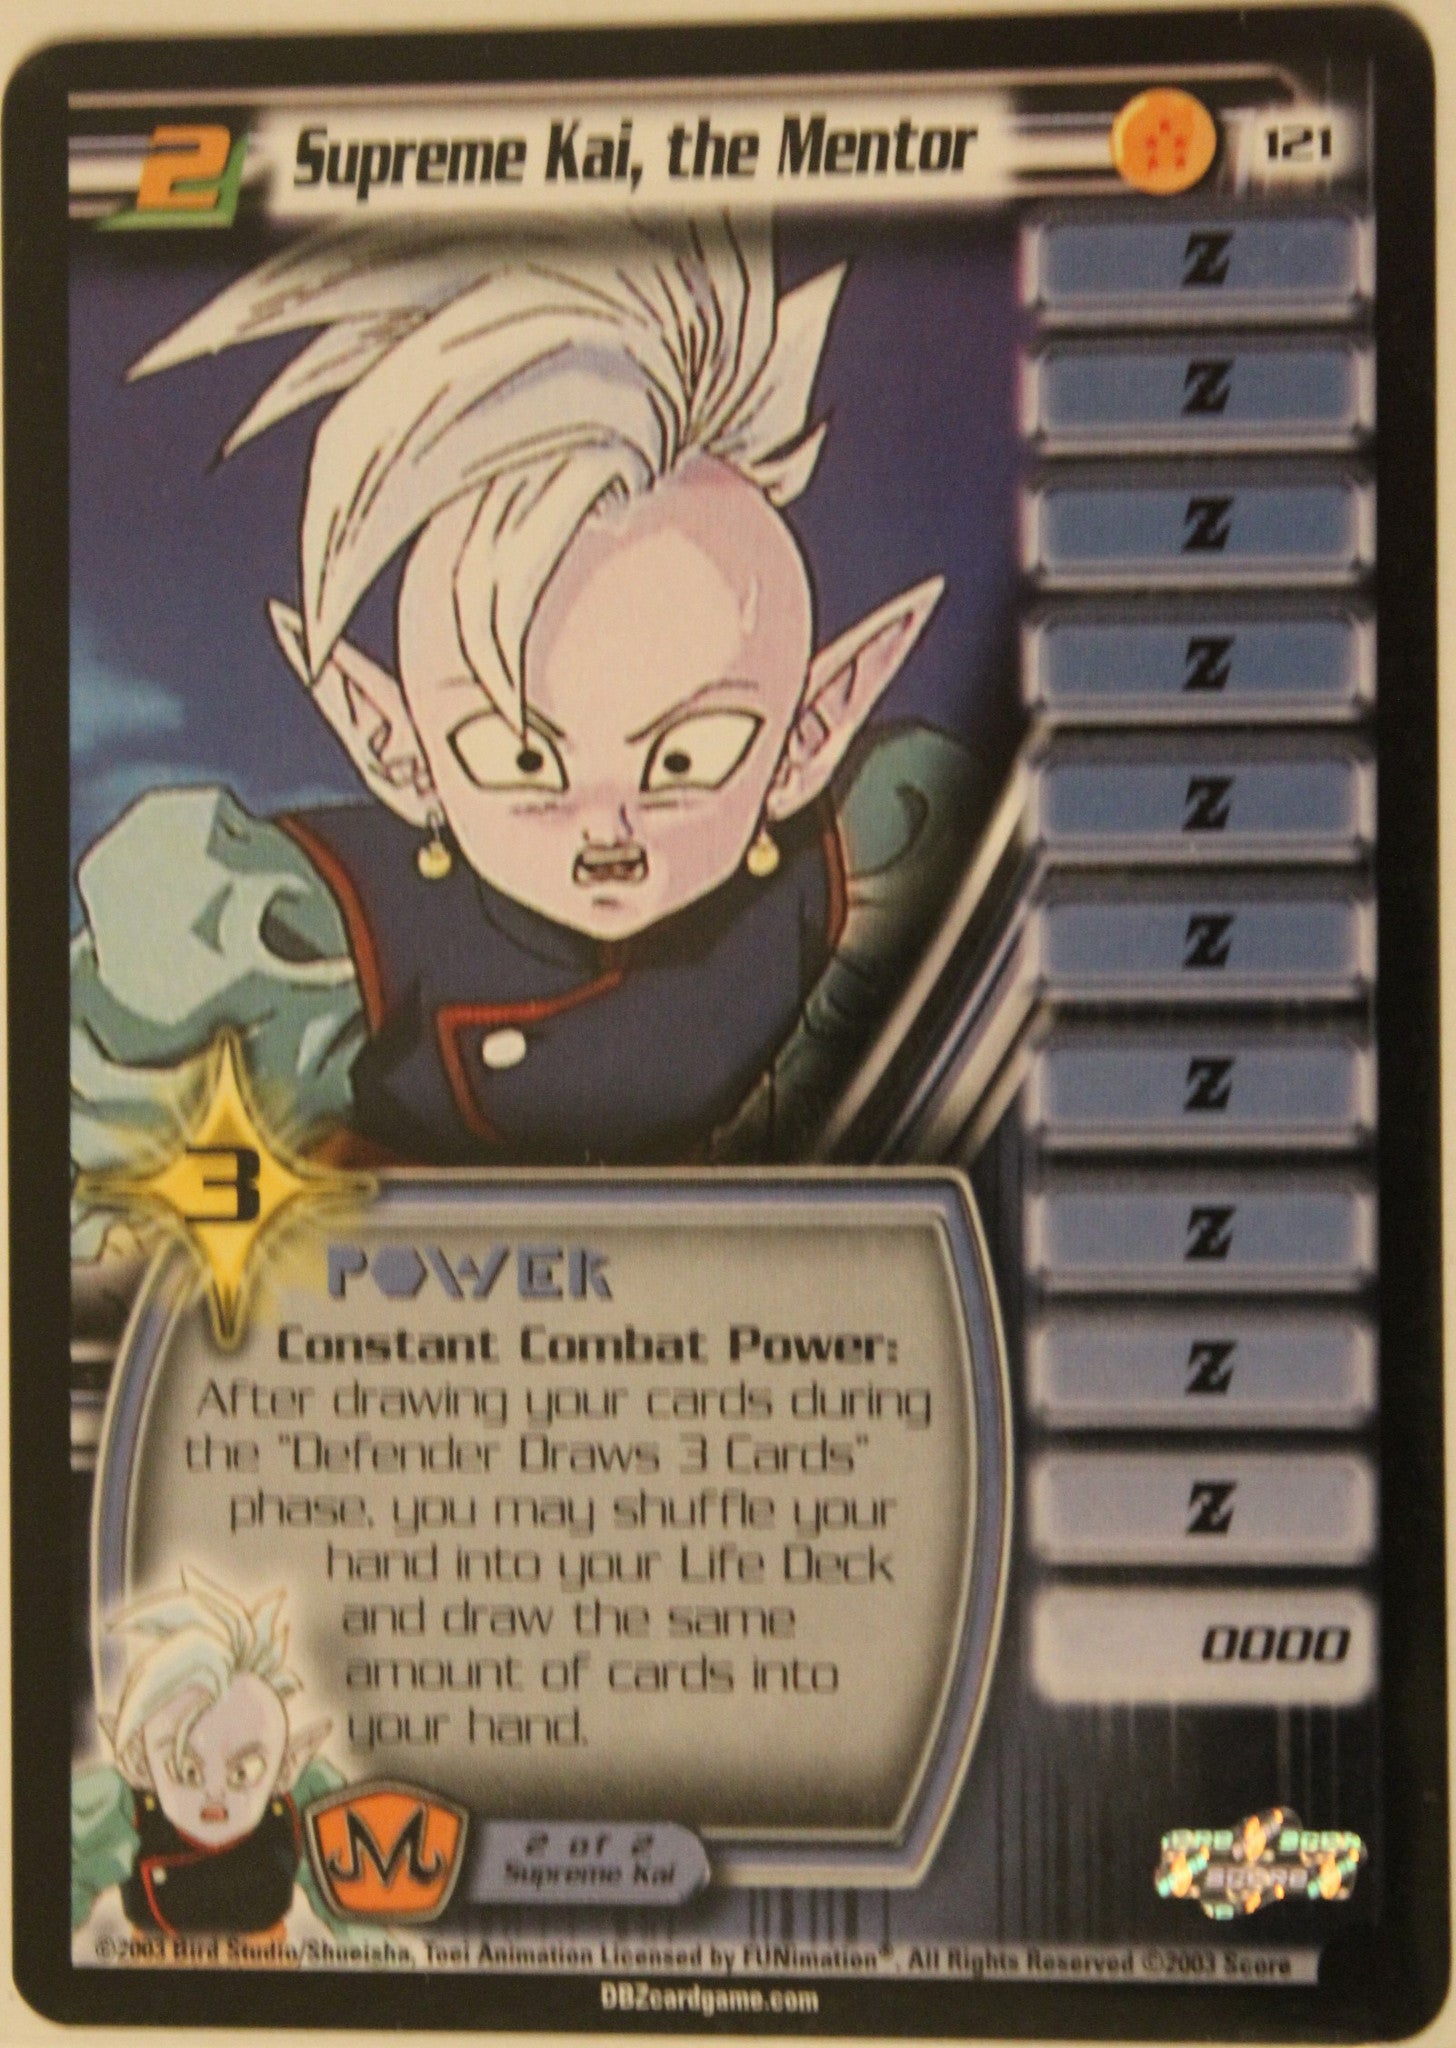 2 Supreme Kai, the Mentor 121
Z
Z
Z
Z
Z
Z
Z
Z
Z
Z
0000
3
POWER
Constant Combat Power:
After drawing your cards during
the "Defender Draws 3 Cards"
phase, you may shuffle your
hand into your Life Deck
and draw the same
amount of cards into
your hand.
M
2 of 2
Supreme Kai
SCORE
©2003 Bird Studio/Shueisha, Toei Animation Licensed by FUNimation®. All Rights Reserved ©2003 Score
DBZcardgame.com